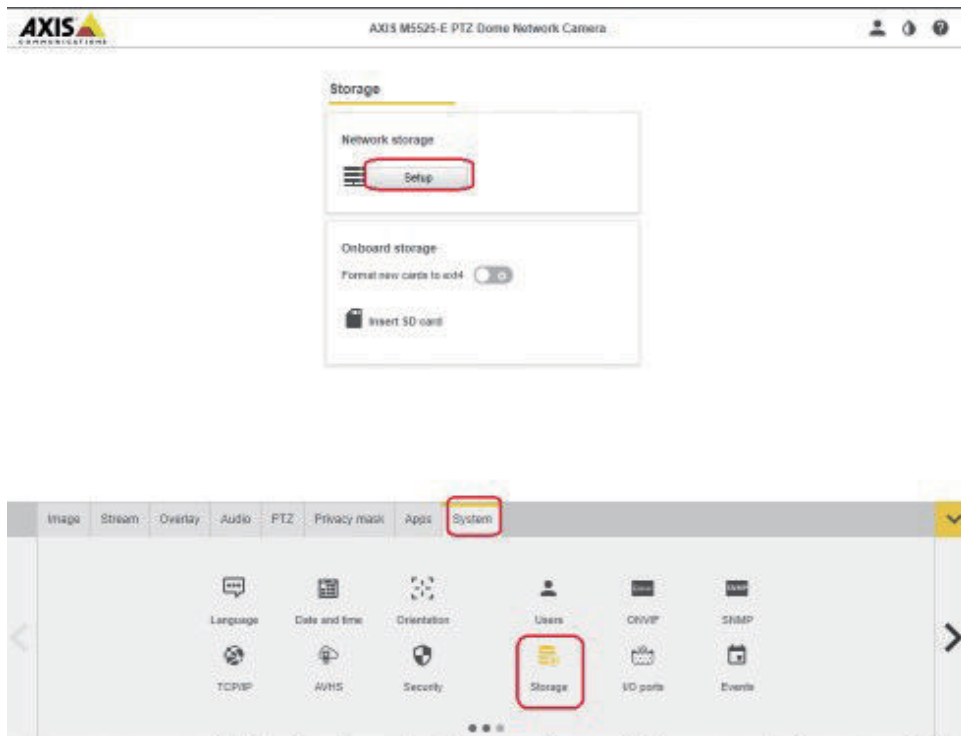 AXIS
COMMUNICATIONS
AXIS M5525-E PTZ Dome Network Camera
Storage
Network storage
Setup
Onboard storage
Format new cards to ext4
Insert SD card
Image Stream Overlay Audio PTZ Privacy mask Apps System
Language Date and time Orientation Users ONVIF SNMP
TCP/IP AVHS Security Storage I/O ports Events